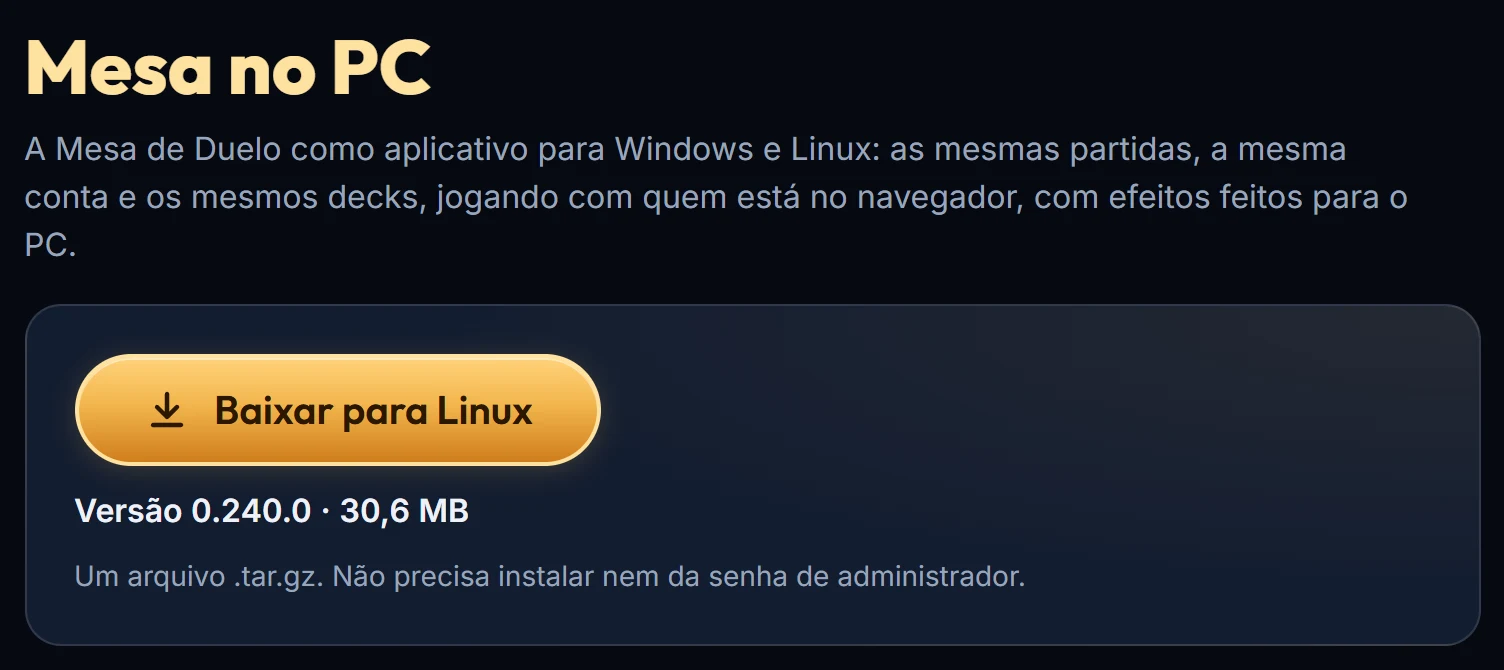 Mesa no PC
A Mesa de Duelo como aplicativo para Windows e Linux: as mesmas partidas, a mesma
conta e os mesmos decks, jogando com quem está no navegador, com efeitos feitos para o
PC.
Baixar para Linux
Versão 0.240.0 · 30,6 MB
Um arquivo .tar.gz. Não precisa instalar nem da senha de administrador.